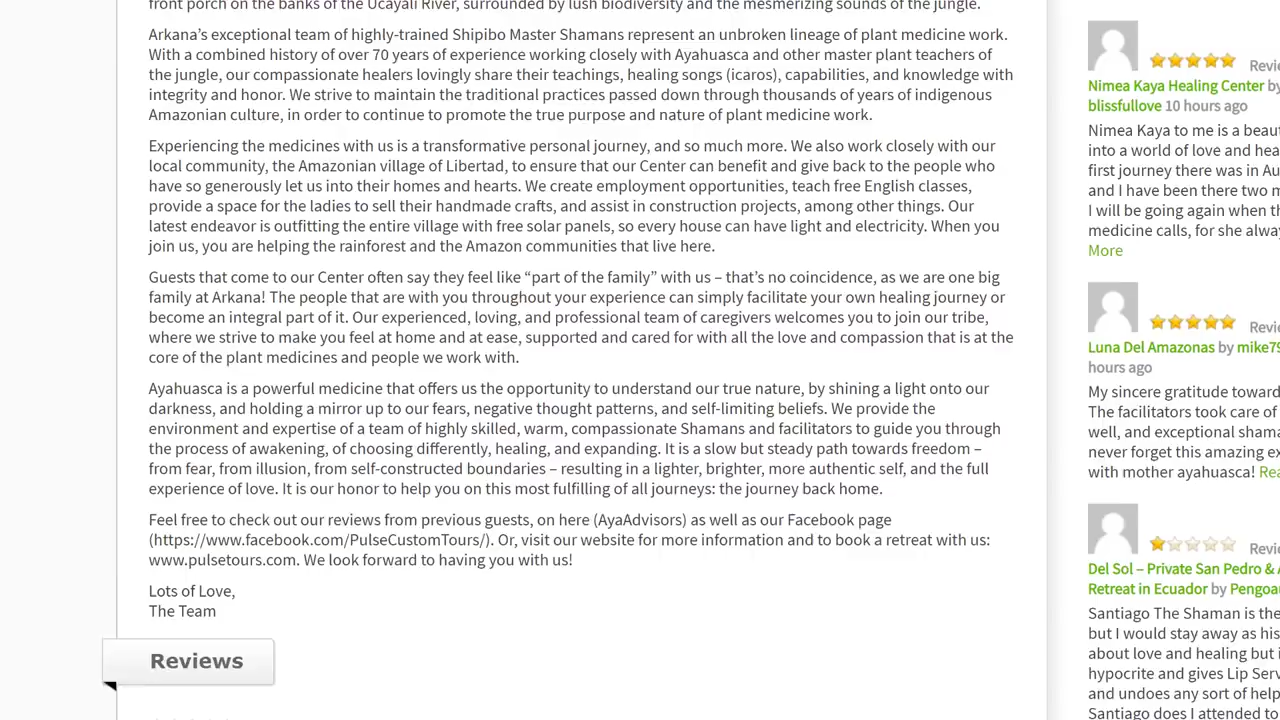 front porch on the banks of the Ucayali River, surrounded by lush biodiversity and the mesmerizing sounds of the jungle.
Arkana’s exceptional team of highly-trained Shipibo Master Shamans represent an unbroken lineage of plant medicine work.
With a combined history of over 70 years of experience working closely with Ayahuasca and other master plant teachers of
the jungle, our compassionate healers lovingly share their teachings, healing songs (icaros), capabilities, and knowledge with
integrity and honor. We strive to maintain the traditional practices passed down through thousands of years of indigenous
Amazonian culture, in order to continue to promote the true purpose and nature of plant medicine work.
Experiencing the medicines with us is a transformative personal journey, and so much more. We also work closely with our
local community, the Amazonian village of Libertad, to ensure that our Center can benefit and give back to the people who
have so generously let us into their homes and hearts. We create employment opportunities, teach free English classes,
provide a space for the ladies to sell their handmade crafts, and assist in construction projects, among other things. Our
latest endeavor is outfitting the entire village with free solar panels, so every house can have light and electricity. When you
join us, you are helping the rainforest and the Amazon communities that live here.
Guests that come to our Center often say they feel like “part of the family” with us – that’s no coincidence, as we are one big
family at Arkana! The people that are with you throughout your experience can simply facilitate your own healing journey or
become an integral part of it. Our experienced, loving, and professional team of caregivers welcomes you to join our tribe,
where we strive to make you feel at home and at ease, supported and cared for with all the love and compassion that is at the
core of the plant medicines and people we work with.
Ayahuasca is a powerful medicine that offers us the opportunity to understand our true nature, by shining a light onto our
darkness, and holding a mirror up to our fears, negative thought patterns, and self-limiting beliefs. We provide the
environment and expertise of a team of highly skilled, warm, compassionate Shamans and facilitators to guide you through
the process of awakening, of choosing differently, healing, and expanding. It is a slow but steady path towards freedom –
from fear, from illusion, from self-constructed boundaries – resulting in a lighter, brighter, more authentic self, and the full
experience of love. It is our honor to help you on this most fulfilling of all journeys: the journey back home.
Feel free to check out our reviews from previous guests, on here (AyaAdvisors) as well as our Facebook page
(https://www.facebook.com/PulseCustomTours/). Or, visit our website for more information and to book a retreat with us:
www.pulsetours.com. We look forward to having you with us!
Lots of Love,
The Team
Reviews
Revie
Nimea Kaya Healing Center by
blissfullove 10 hours ago
Nimea Kaya to me is a beau
into a world of love and hea
first journey there was in Au
and I have been there two m
I will be going again when th
medicine calls, for she alwa
More
Revie
Luna Del Amazonas by mike79
hours ago
My sincere gratitude toward
The facilitators took care of
well, and exceptional shama
never forget this amazing ex
with mother ayahuasca! Rea
Revie
Del Sol – Private San Pedro & A
Retreat in Ecuador by Pengoa
Santiago The Shaman is the
but I would stay away as his
about love and healing but i
hypocrite and gives Lip Serv
and undoes any sort of help
Santiago does I attended to